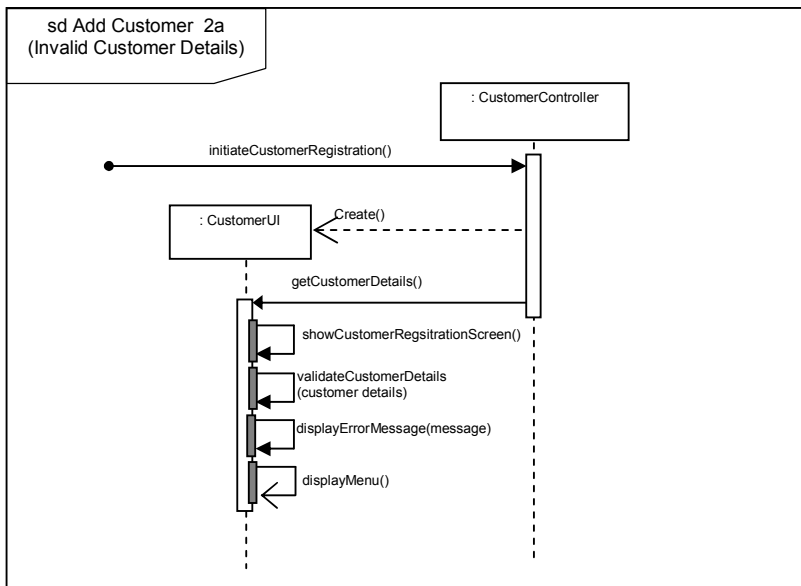 sd Add Customer 2a
(Invalid Customer Details)
: CustomerController
initiateCustomerRegistration()
: CustomerUI
Create()
getCustomerDetails()
showCustomerRegsitrationScreen()
validateCustomerDetails
(customer details)
displayErrorMessage(message)
displayMenu()